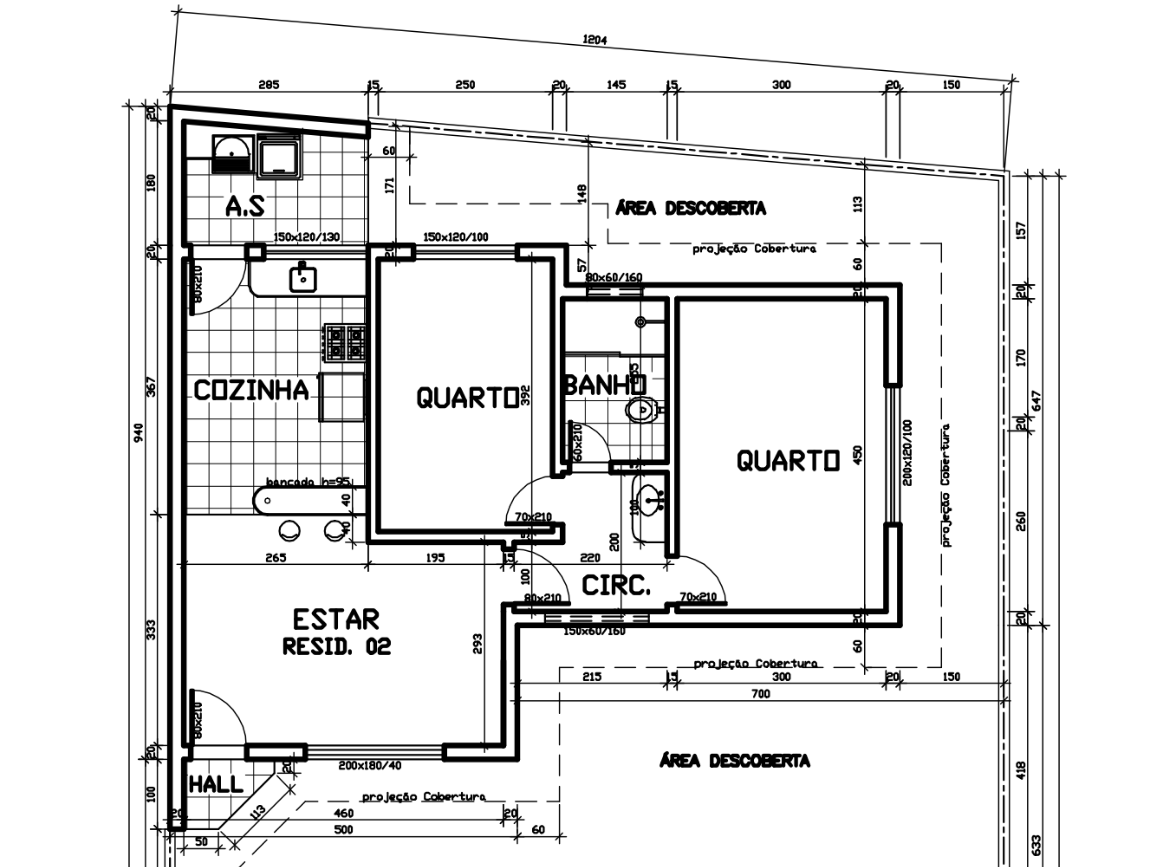 1204
285
15
250
20
145
15
300
20
150
20
60
180
171
148
A.S
ÁREA DESCOBERTA
113
157
150x120/130
150x120/100
projeção Cobertura
20
20
57
60
80x60/160
80x210
20
20
COZINHA
QUARTO
BANHO
367
392
170
647
940
20
60x210
QUARTO
450
200x120/100
projeção Cobertura
bancada h=95
40
100
70x210
40
260
265
195
15
220
200
100
CIRC.
80x210
70x210
ESTAR
RESID. 02
333
293
150x60/160
20
20
60
projeção Cobertura
215
15
300
20
150
700
80x210
20
200x180/40
20
ÁREA DESCOBERTA
418
HALL
100
projeção Cobertura
113
20
460
20
500
60
50
633